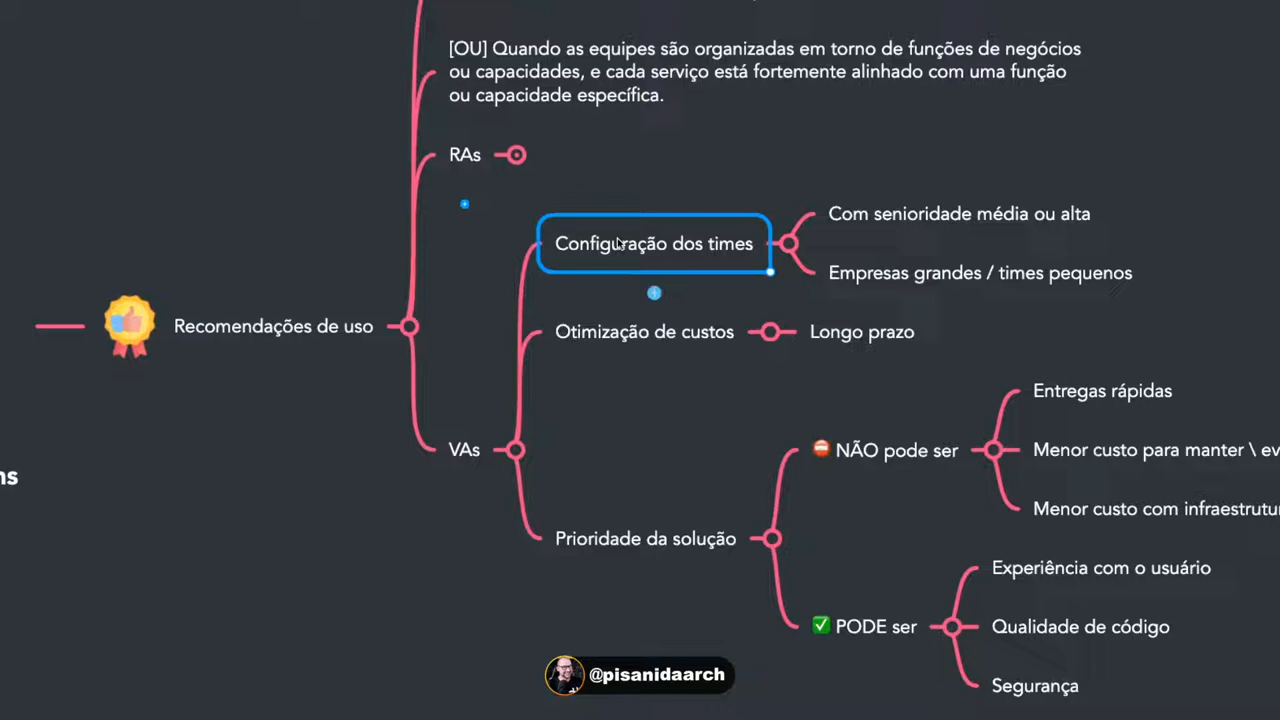 [OU] Quando as equipes são organizadas em torno de funções de negócios
ou capacidades, e cada serviço está fortemente alinhado com uma função
ou capacidade específica.
RAs
Configuração dos times
Com senioridade média ou alta
Empresas grandes / times pequenos
Recomendações de uso
Otimização de custos
Longo prazo
VAs
Entregas rápidas
NÃO pode ser
Menor custo para manter \
Menor custo com
Prioridade da solução
Experiência com o usuário
PODE ser
Qualidade de código
Segurança
@pisanidaarch